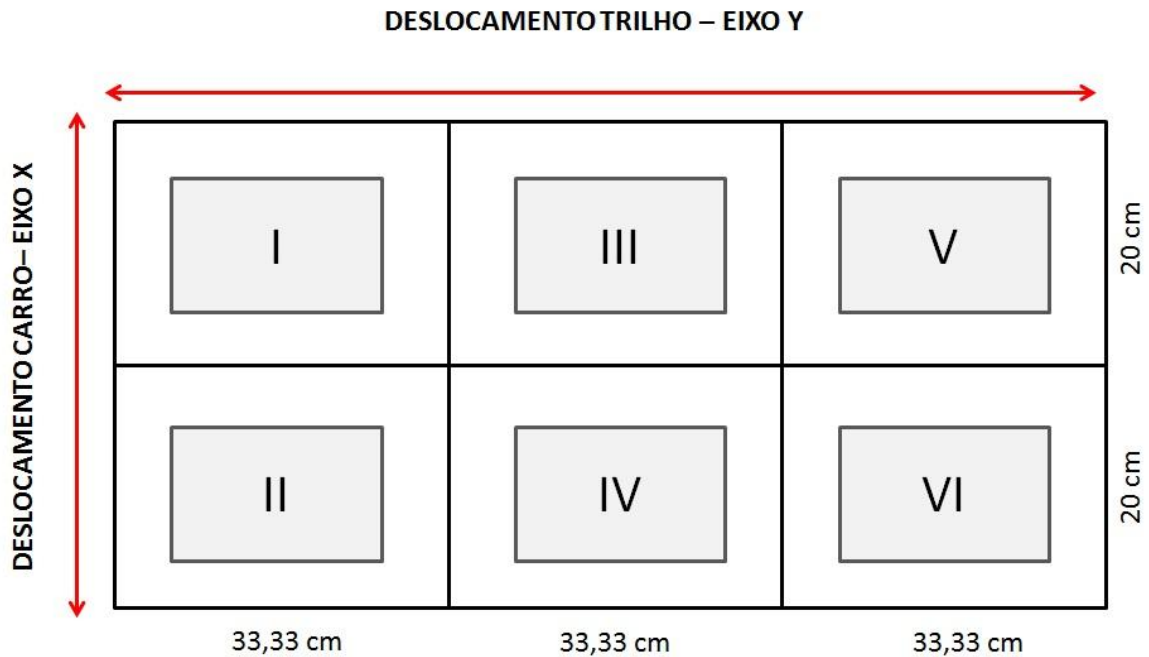 DESLOCAMENTO TRILHO – EIXO Y
DESLOCAMENTO CARRO– EIXO X
I
III
V
20 cm
II
IV
VI
20 cm
33,33 cm
33,33 cm
33,33 cm